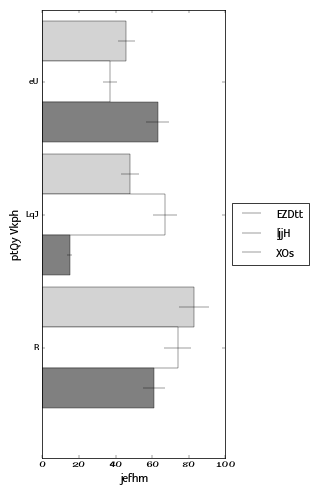 eU
LqJ
R
ptQy Vkph
0 20 40 60 80 100
jefhm
EZDtt
IjjH
XOs